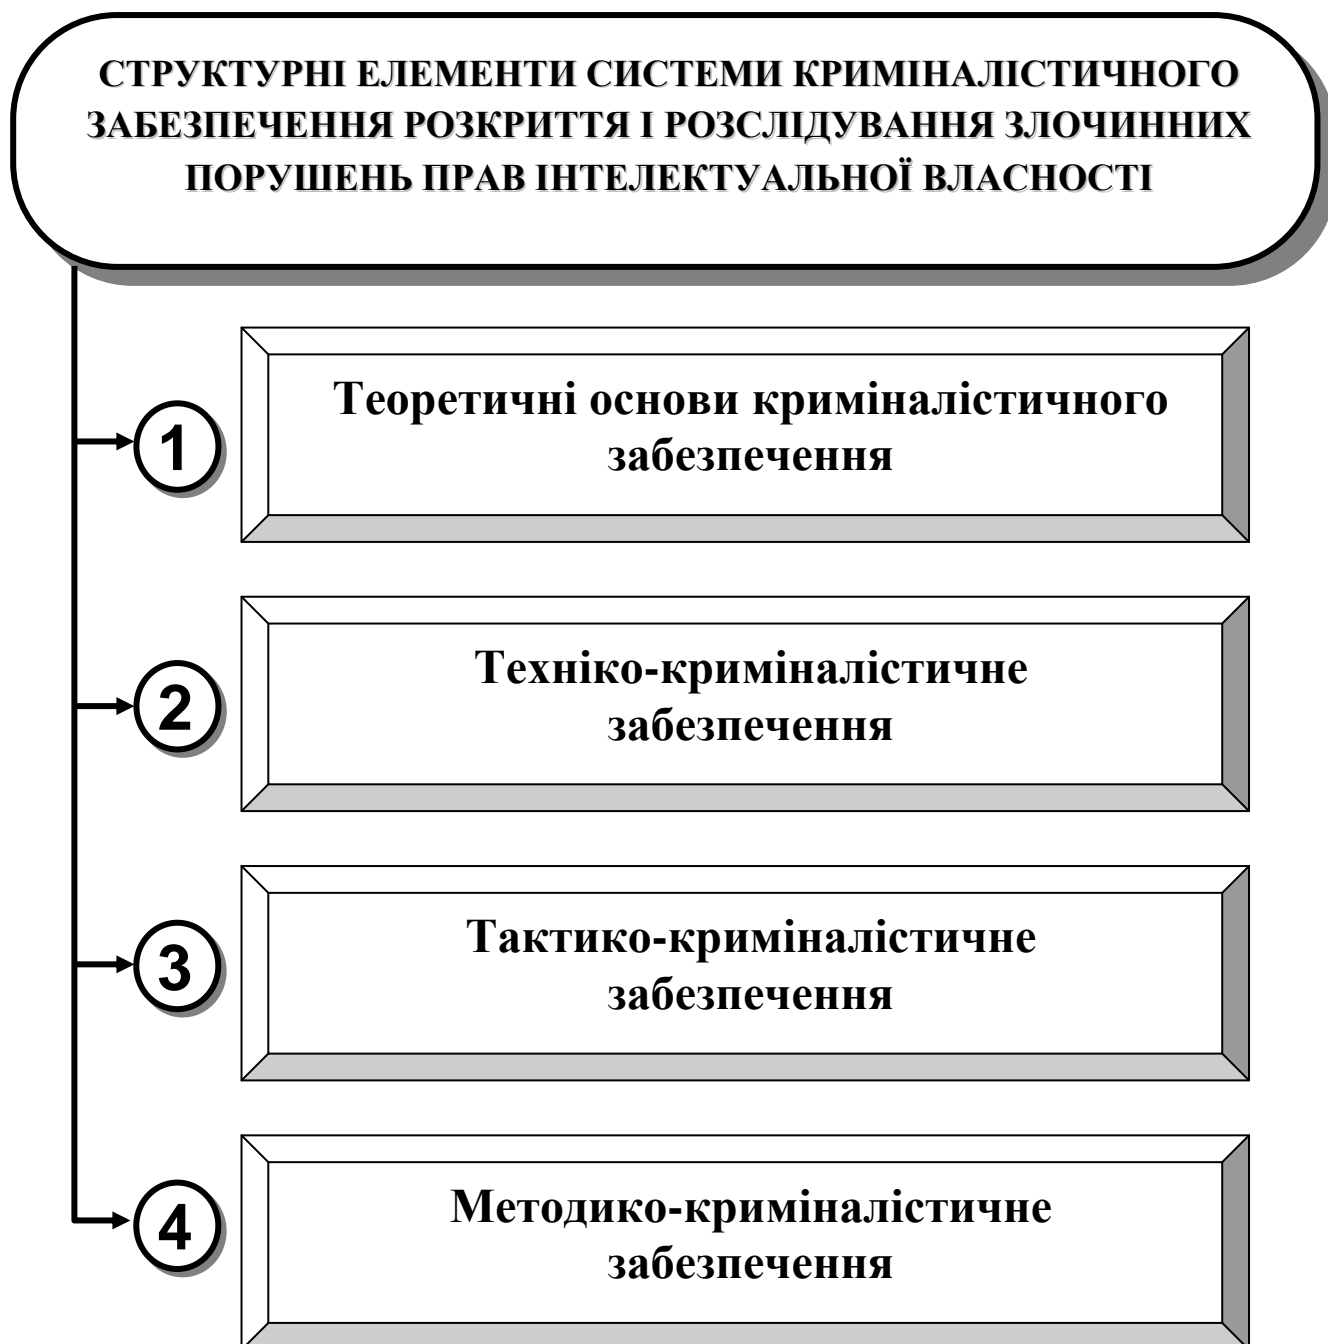 СТРУКТУРНІ ЕЛЕМЕНТИ СИСТЕМИ КРИМІНАЛІСТИЧНОГО
ЗАБЕЗПЕЧЕННЯ РОЗКРИТТЯ І РОЗСЛІДУВАННЯ ЗЛОЧИННИХ
ПОРУШЕНЬ ПРАВ ІНТЕЛЕКТУАЛЬНОЇ ВЛАСНОСТІ
1
Теоретичні основи криміналістичного
забезпечення
2
Техніко-криміналістичне
забезпечення
3
Тактико-криміналістичне
забезпечення
4
Методико-криміналістичне
забезпечення